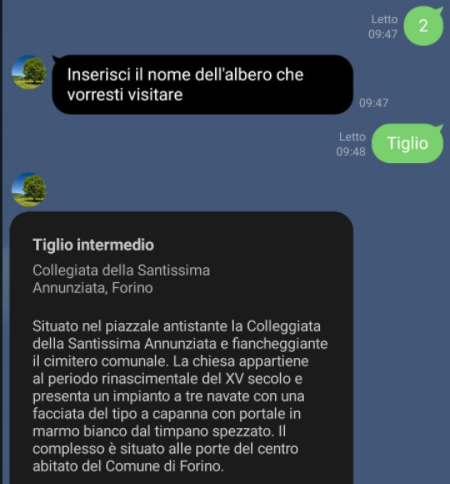 Letto
09:47
2
Inserisci il nome dell'albero che
vorresti visitare
09:47
Letto
09:48
Tiglio
Tiglio intermedio
Collegiata della Santissima
Annunziata, Forino
Situato nel piazzale antistante la Colleggiata
della Santissima Annunziata e fiancheggiante
il cimitero comunale. La chiesa appartiene
al periodo rinascimentale del XV secolo e
presenta un impianto a tre navate con una
facciata del tipo a capanna con portale in
marmo bianco dal timpano spezzato. Il
complesso è situato alle porte del centro
abitato del Comune di Forino.